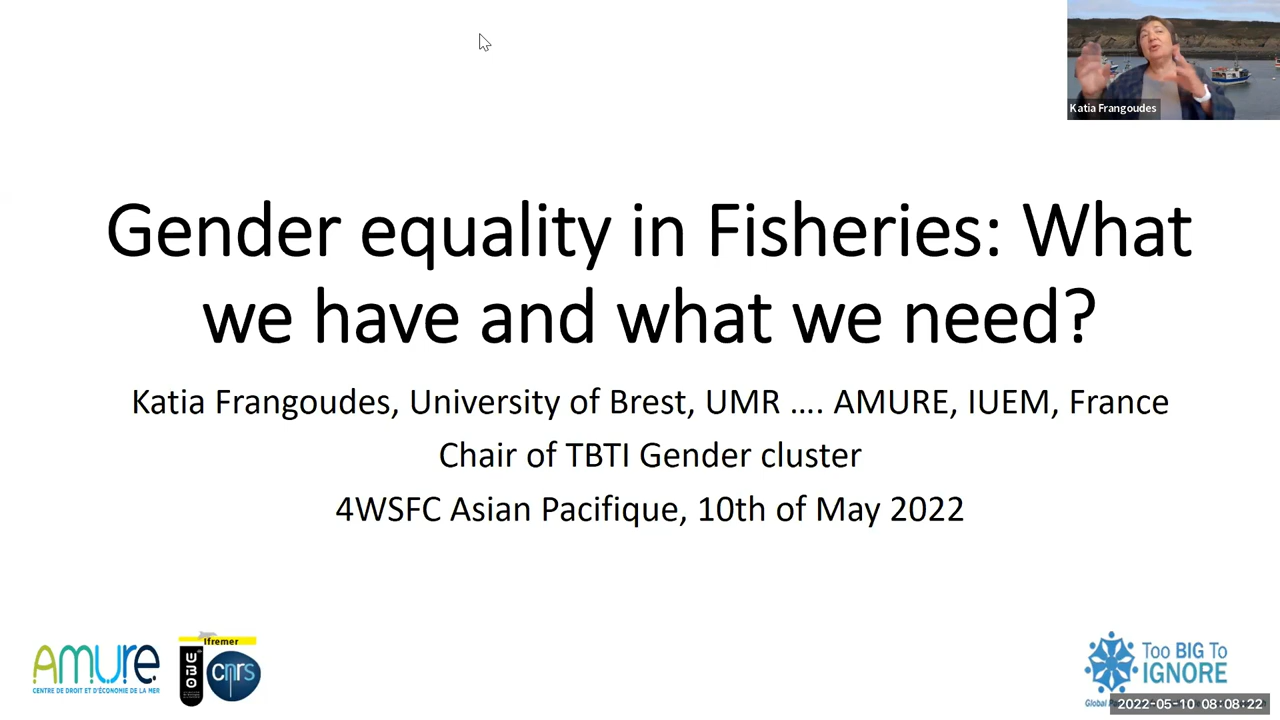 Katia Frangoudes
Gender equality in Fisheries: What
we have and what we need?
Katia Frangoudes, University of Brest, UMR .... AMURE, IUEM, France
Chair of TBTI Gender cluster
4WSFC Asian Pacifique, 10th of May 2022
AMURE
CENTRE DE DROIT ET D'ÉCONOMIE DE LA MER
Ifremer
UBO
cnrs
Too BIG To
IGNORE
2022-05-10 08:08:22